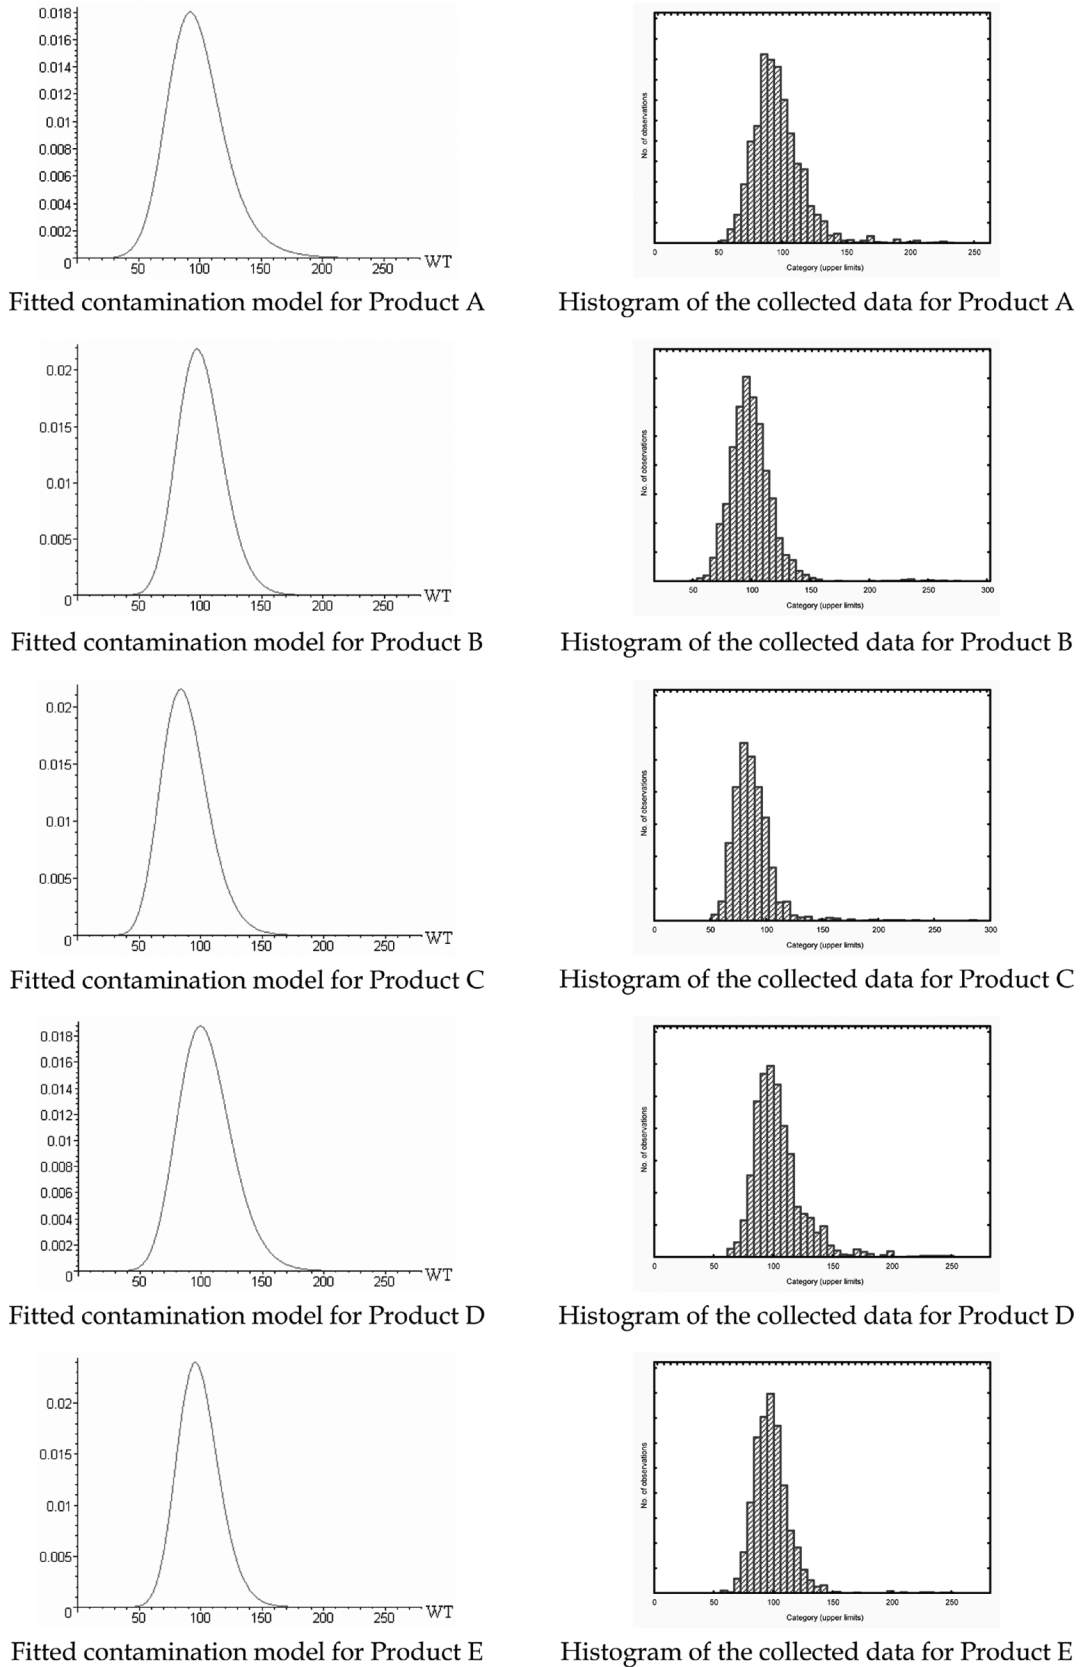 0.018
0.016
0.014
0.012
0.01
0.008
0.006
0.004
0.002
0
50 100 150 200 250 WT
No. of observations
0 50 100 150 200 250
Category (upper limits)
Fitted contamination model for Product A
Histogram of the collected data for Product A
0.02
0.015
0.01
0.005
0
50 100 150 200 250 WT
No. of observations
50 100 150 200 250 300
Category (upper limits)
Fitted contamination model for Product B
Histogram of the collected data for Product B
0.02
0.015
0.01
0.005
0
50 100 150 200 250 WT
No. of observations
0 50 100 150 200 250 300
Category (upper limits)
Fitted contamination model for Product C
Histogram of the collected data for Product C
0.018
0.016
0.014
0.012
0.01
0.008
0.006
0.004
0.002
0
50 100 150 200 250 WT
No. of observations
0 50 100 150 200 250
Category (upper limits)
Fitted contamination model for Product D
Histogram of the collected data for Product D
0.02
0.015
0.01
0.005
0
50 100 150 200 250 WT
No. of observations
0 50 100 150 200 250
Category (upper limits)
Fitted contamination model for Product E
Histogram of the collected data for Product E